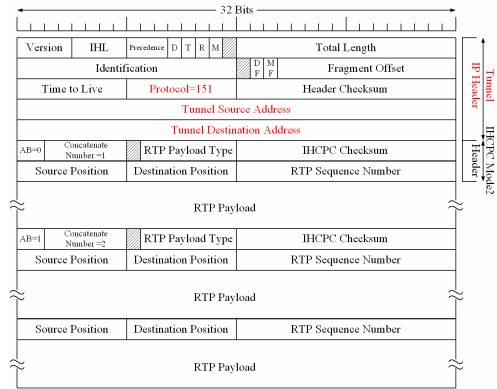 32 Bits
Version IHL Precedence D T R M Total Length
Identification D F M F Fragment Offset
Time to Live Protocol=151 Header Checksum
Tunnel Source Address
Tunnel Destination Address
Tunnel IP Header
AB=0 Concatenate Number =1 RTP Payload Type IHCPC Checksum
Source Position Destination Position RTP Sequence Number
IHCPC Mode2 Header
RTP Payload
AB=1 Concatenate Number =2 RTP Payload Type IHCPC Checksum
Source Position Destination Position RTP Sequence Number
RTP Payload
Source Position Destination Position RTP Sequence Number
RTP Payload